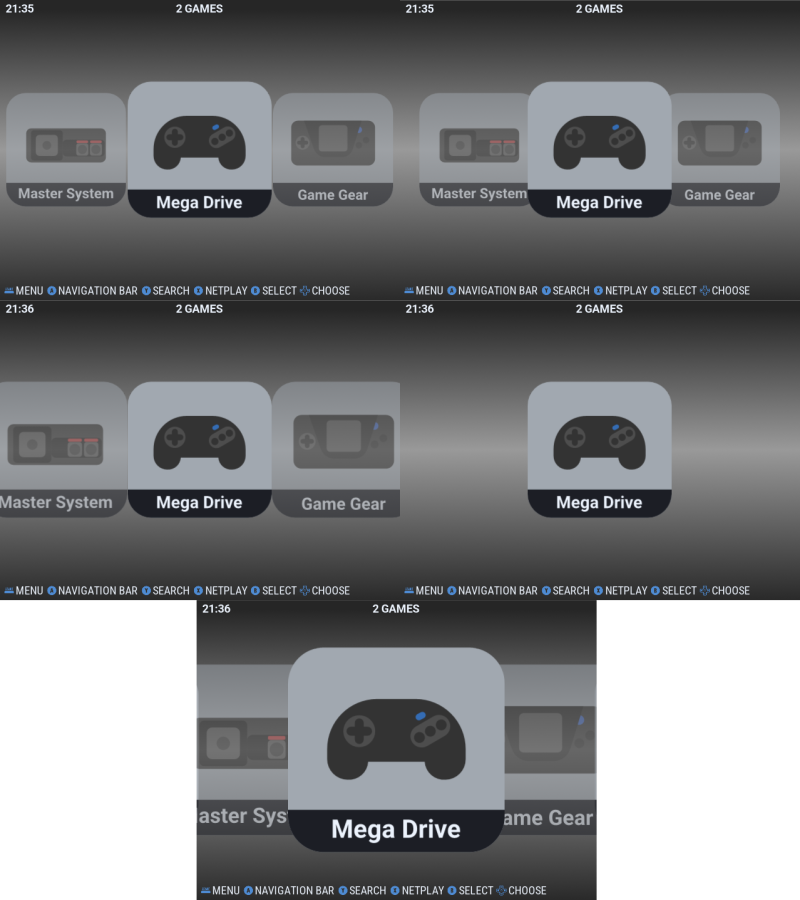 21:35 2 GAMES
Master System Mega Drive Game Gear
MENU A NAVIGATION BAR Y SEARCH X NETPLAY B SELECT CHOOSE
21:35 2 GAMES
Master System Mega Drive Game Gear
MENU A NAVIGATION BAR Y SEARCH X NETPLAY B SELECT CHOOSE
21:36 2 GAMES
Master System Mega Drive Game Gear
MENU A NAVIGATION BAR Y SEARCH X NETPLAY B SELECT CHOOSE
21:36 2 GAMES
Mega Drive
MENU A NAVIGATION BAR Y SEARCH X NETPLAY B SELECT CHOOSE
21:36 2 GAMES
aster Sys Mega Drive ame Gear
MENU A NAVIGATION BAR Y SEARCH X NETPLAY B SELECT CHOOSE